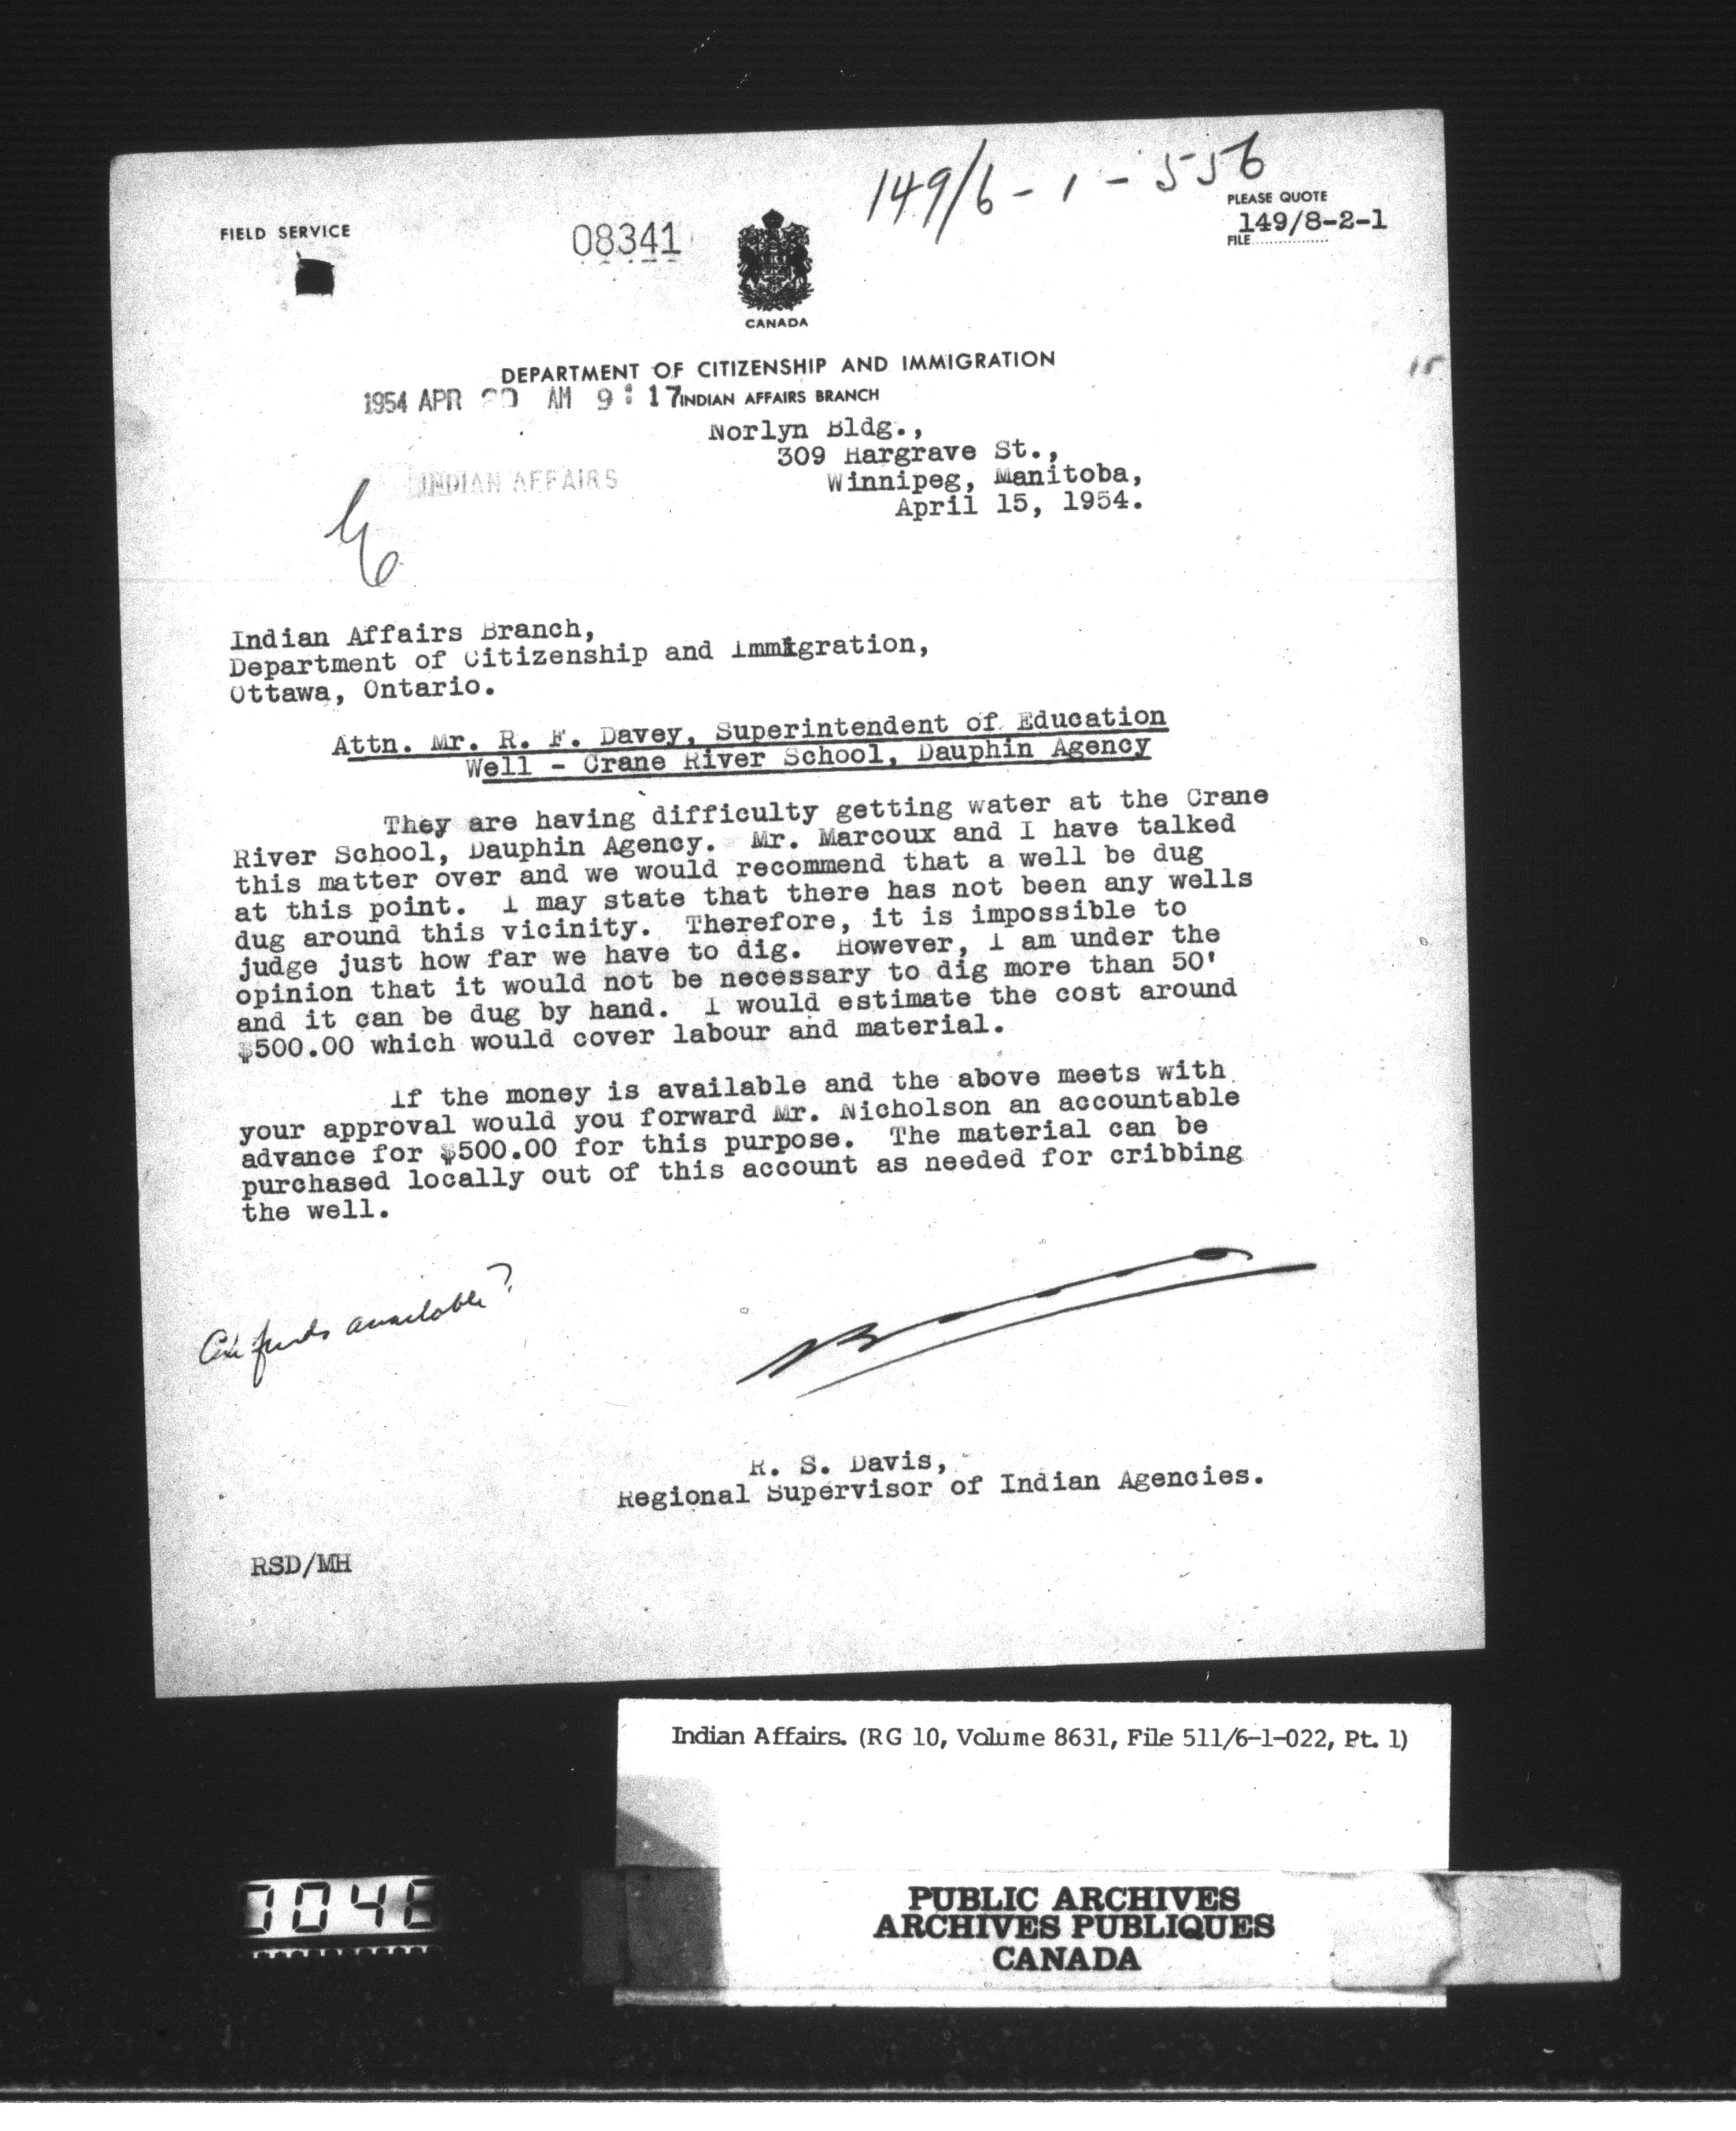 149/6-1-556
PLEASE QUOTE
149/8-2-1
FILE
FIELD SERVICE
08341
CANADA
DEPARTMENT OF CITIZENSHIP AND IMMIGRATION
1954 APR 20 AM 9:17
INDIAN AFFAIRS BRANCH
Norlyn Bldg.,
309 Hargrave St.,
Winnipeg, Manitoba,
April 15, 1954.
INDIAN AFFAIRS
15
Indian Affairs Branch,
Department of Citizenship and Immigration,
Ottawa, Ontario.
Attn. Mr. R. F. Davey, Superintendent of Education
Well - Crane River School, Dauphin Agency
They are having difficulty getting water at the Crane
River School, Dauphin Agency. Mr. Marcoux and I have talked
this matter over and we would recommend that a well be dug
at this point. I may state that there has not been any wells
dug around this vicinity. Therefore, it is impossible to
judge just how far we have to dig. However, I am under the
opinion that it would not be necessary to dig more than 50'
and it can be dug by hand. I would estimate the cost around
$500.00 which would cover labour and material.
If the money is available and the above meets with
your approval would you forward Mr. Nicholson an accountable
advance for $500.00 for this purpose. The material can be
purchased locally out of this account as needed for cribbing
the well.
funds available?
R. S. Davis,
Regional Supervisor of Indian Agencies.
RSD/MH
Indian Affairs. (RG 10, Volume 8631, File 511/6-1-022, Pt. 1)
PUBLIC ARCHIVES
ARCHIVES PUBLIQUES
CANADA